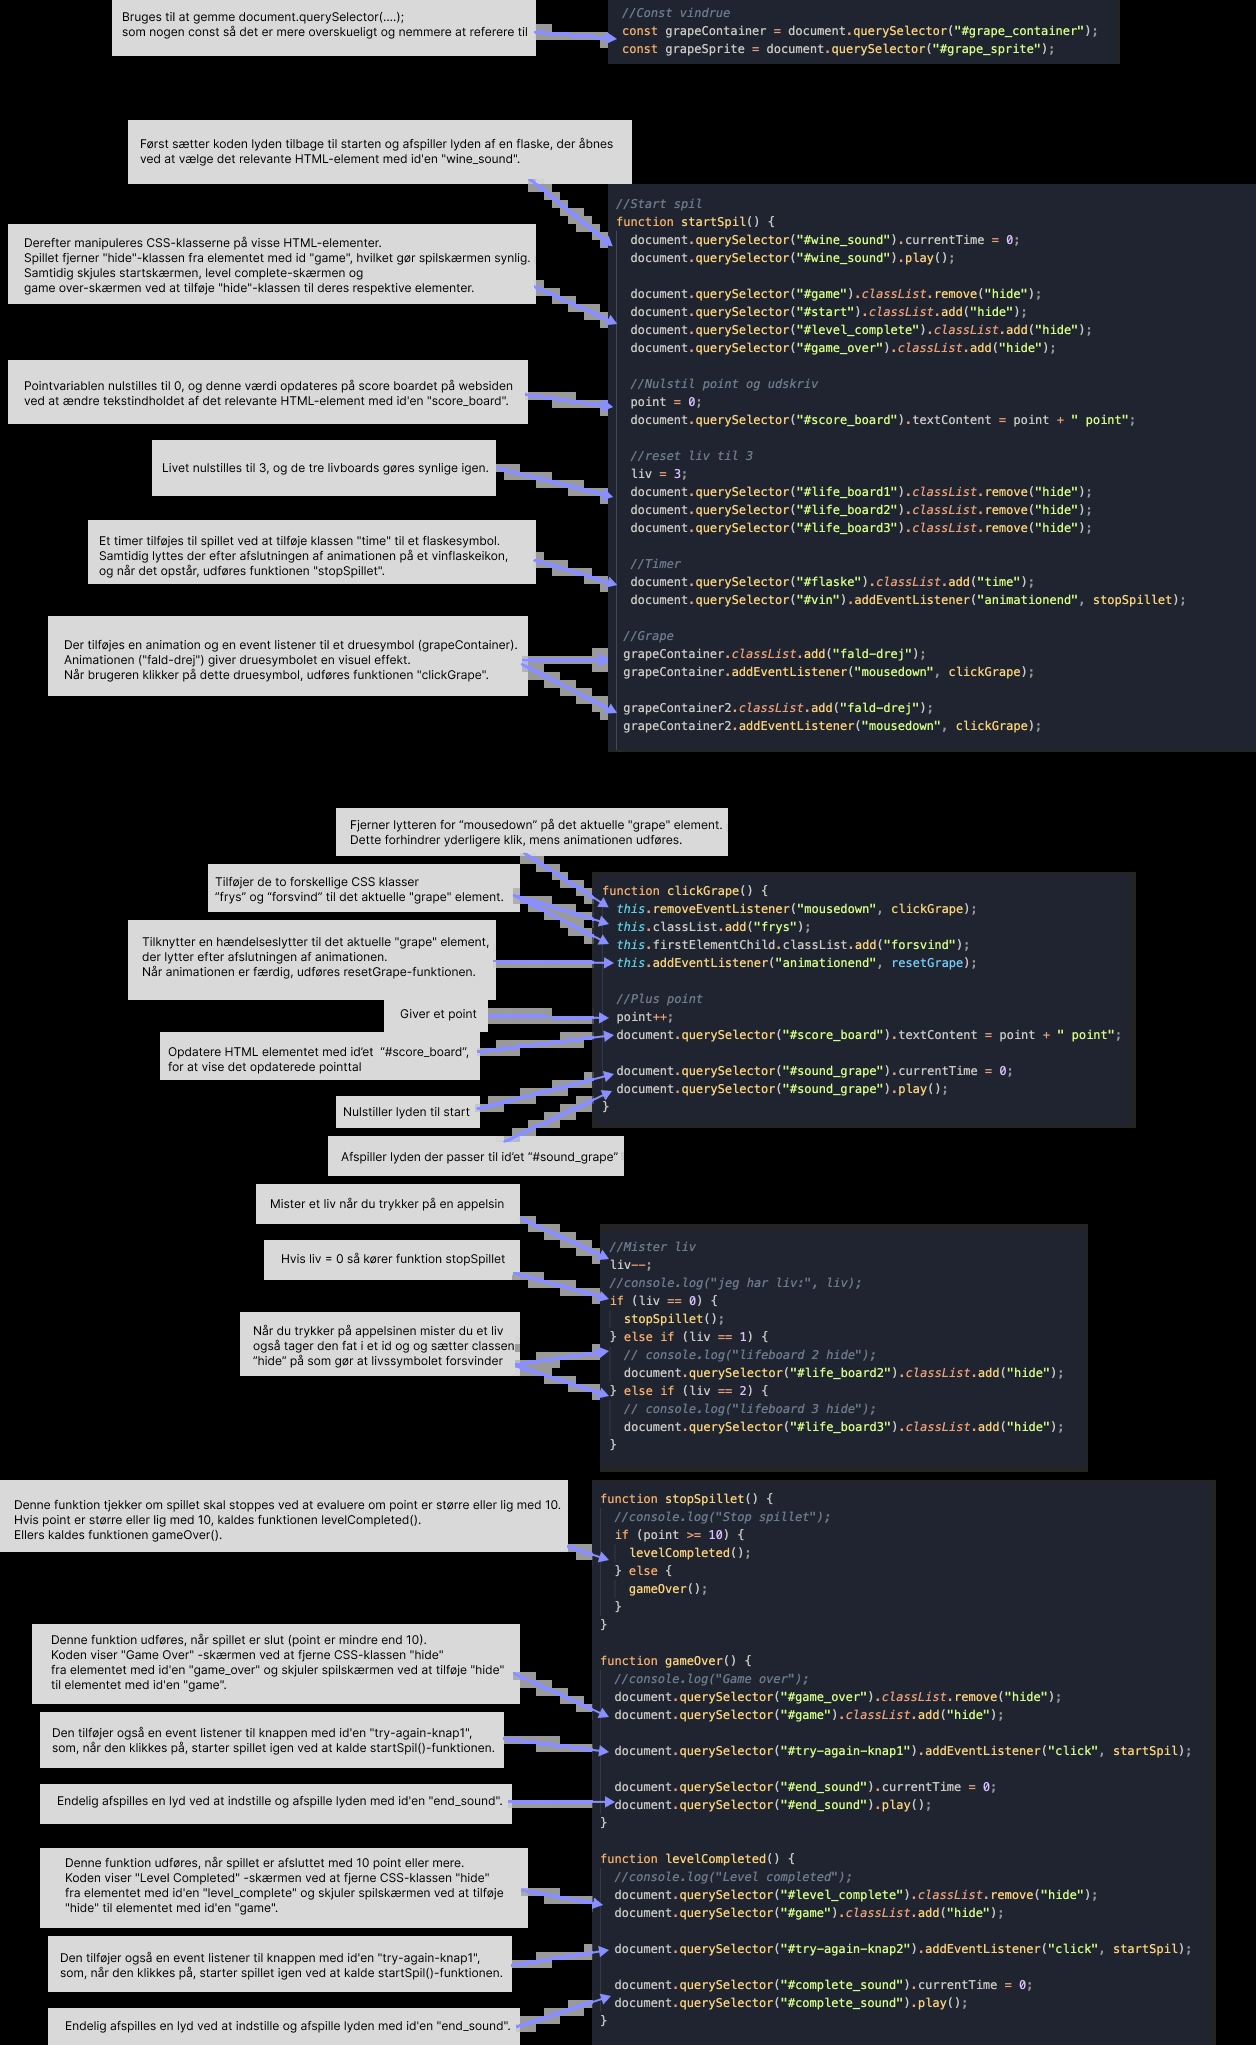 Bruges til at gemme document.querySelector(....);
som nogen const så det er mere overskueligt og nemmere at referere til
//Const vindrue
const grapeContainer = document.querySelector("#grape_container");
const grapeSprite = document.querySelector("#grape_sprite");
Først sætter koden lyden tilbage til starten og afspiller lyden af en flaske, der åbnes
ved at vælge det relevante HTML-element med id'en "wine_sound".
Derefter manipuleres CSS-klasserne på visse HTML-elementer.
Spillet fjerner "hide"-klassen fra elementet med id "game", hvilket gør spilskærmen synlig.
Samtidig skjules startskærmen, level complete-skærmen og
game over-skærmen ved at tilføje "hide"-klassen til deres respektive elementer.
Pointvariablen nulstilles til 0, og denne værdi opdateres på score boardet på websiden
ved at ændre tekstindholdet af det relevante HTML-element med id'en "score_board".
Livet nulstilles til 3, og de tre livboards gøres synlige igen.
Et timer tilføjes til spillet ved at tilføje klassen "time" til et flaskesymbol.
Samtidig lyttes der efter afslutningen af animationen på et vinflaskeikon,
og når det opstår, udføres funktionen "stopSpillet".
Der tilføjes en animation og en event listener til et druesymbol (grapeContainer).
Animationen ("fald-drej") giver druesymbolet en visuel effekt.
Når brugeren klikker på dette druesymbol, udføres funktionen "clickGrape".
//Start spil
function startSpil() {
document.querySelector("#wine_sound").currentTime = 0;
document.querySelector("#wine_sound").play();
document.querySelector("#game").classList.remove("hide");
document.querySelector("#start").classList.add("hide");
document.querySelector("#level_complete").classList.add("hide");
document.querySelector("#game_over").classList.add("hide");
//Nulstil point og udskriv
point = 0;
document.querySelector("#score_board").textContent = point + " point";
//reset liv til 3
liv = 3;
document.querySelector("#life_board1").classList.remove("hide");
document.querySelector("#life_board2").classList.remove("hide");
document.querySelector("#life_board3").classList.remove("hide");
//Timer
document.querySelector("#flaske").classList.add("time");
document.querySelector("#vin").addEventListener("animationend", stopSpillet);
//Grape
grapeContainer.classList.add("fald-drej");
grapeContainer.addEventListener("mousedown", clickGrape);
grapeContainer2.classList.add("fald-drej");
grapeContainer2.addEventListener("mousedown", clickGrape);
Fjerner lytteren for “mousedown” på det aktuelle "grape" element.
Dette forhindrer yderligere klik, mens animationen udføres.
Tilføjer de to forskellige CSS klasser
”frys” og “forsvind” til det aktuelle "grape" element.
Tilknytter en hændelseslytter til det aktuelle "grape" element,
der lytter efter afslutningen af animationen.
Når animationen er færdig, udføres resetGrape-funktionen.
Giver et point
Opdatere HTML elementet med id’et “#score_board”,
for at vise det opdaterede pointtal
Nulstiller lyden til start
Afspiller lyden der passer til id’et “#sound_grape“
function clickGrape() {
this.removeEventListener("mousedown", clickGrape);
this.classList.add("frys");
this.firstElementChild.classList.add("forsvind");
this.addEventListener("animationend", resetGrape);
//Plus point
point++;
document.querySelector("#score_board").textContent = point + " point";
document.querySelector("#sound_grape").currentTime = 0;
document.querySelector("#sound_grape").play();
}
Mister et liv når du trykker på en appelsin
Hvis liv = 0 så kører funktion stopSpillet
Når du trykker på appelsinen mister du et liv
også tager den fat i et id og og sætter classen
”hide” på som gør at livssymbolet forsvinder
//Mister liv
liv--;
//console.log("jeg har liv:", liv);
if (liv == 0) {
stopSpillet();
} else if (liv == 1) {
// console.log("lifeboard 2 hide");
document.querySelector("#life_board2").classList.add("hide");
} else if (liv == 2) {
// console.log("lifeboard 3 hide");
document.querySelector("#life_board3").classList.add("hide");
}
Denne funktion tjekker om spillet skal stoppes ved at evaluere om point er større eller lig med 10.
Hvis point er større eller lig med 10, kaldes funktionen levelCompleted().
Ellers kaldes funktionen gameOver().
function stopSpillet() {
//console.log("Stop spillet");
if (point >= 10) {
levelCompleted();
} else {
gameOver();
}
}
Denne funktion udføres, når spillet er slut (point er mindre end 10).
Koden viser "Game Over" -skærmen ved at fjerne CSS-klassen "hide"
fra elementet med id'en "game_over" og skjuler spilskærmen ved at tilføje "hide"
til elementet med id'en "game".
Den tilføjer også en event listener til knappen med id'en "try-again-knap1",
som, når den klikkes på, starter spillet igen ved at kalde startSpil()-funktionen.
Endelig afspilles en lyd ved at indstille og afspille lyden med id'en "end_sound".
function gameOver() {
//console.log("Game over");
document.querySelector("#game_over").classList.remove("hide");
document.querySelector("#game").classList.add("hide");
document.querySelector("#try-again-knap1").addEventListener("click", startSpil);
document.querySelector("#end_sound").currentTime = 0;
document.querySelector("#end_sound").play();
}
Denne funktion udføres, når spillet er afsluttet med 10 point eller mere.
Koden viser "Level Completed" -skærmen ved at fjerne CSS-klassen "hide"
fra elementet med id'en "level_complete" og skjuler spilskærmen ved at tilføje
"hide" til elementet med id'en "game".
Den tilføjer også en event listener til knappen med id'en "try-again-knap1",
som, når den klikkes på, starter spillet igen ved at kalde startSpil()-funktionen.
Endelig afspilles en lyd ved at indstille og afspille lyden med id'en "end_sound".
function levelCompleted() {
//console.log("Level completed");
document.querySelector("#level_complete").classList.remove("hide");
document.querySelector("#game").classList.add("hide");
document.querySelector("#try-again-knap2").addEventListener("click", startSpil);
document.querySelector("#complete_sound").currentTime = 0;
document.querySelector("#complete_sound").play();
}